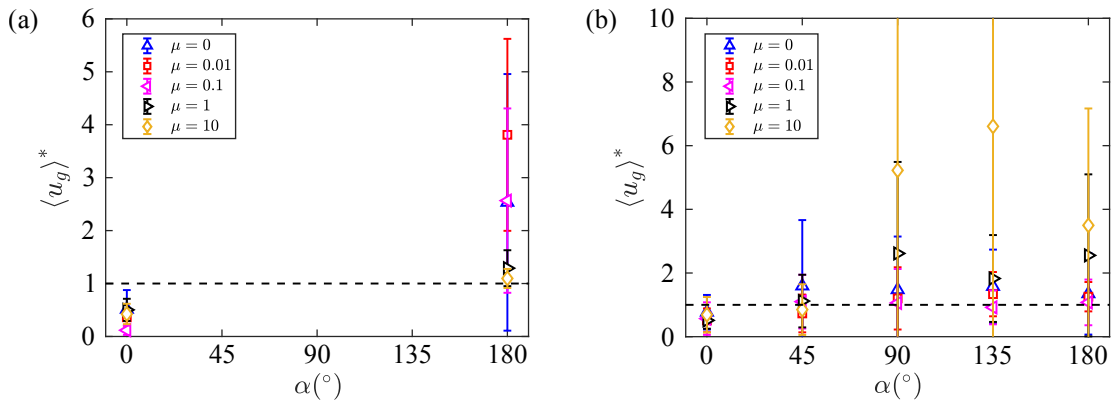 (a)
6
5
4
3
2
1
0
⟨u_g⟩*
μ = 0
μ = 0.01
μ = 0.1
μ = 1
μ = 10
0 45 90 135 180
α(°)
(b)
10
8
6
4
2
0
⟨u_g⟩*
μ = 0
μ = 0.01
μ = 0.1
μ = 1
μ = 10
0 45 90 135 180
α(°)